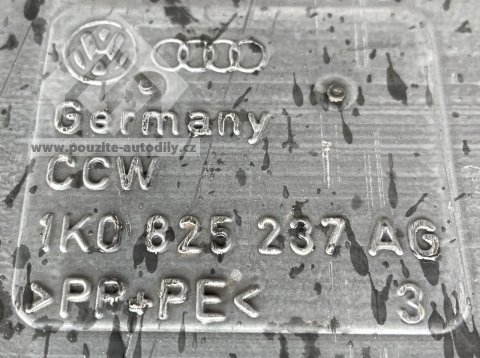 Germany
www.pouzite-autodily.cz
CCW
1K0 825 237 AG
>PP+PE< 3